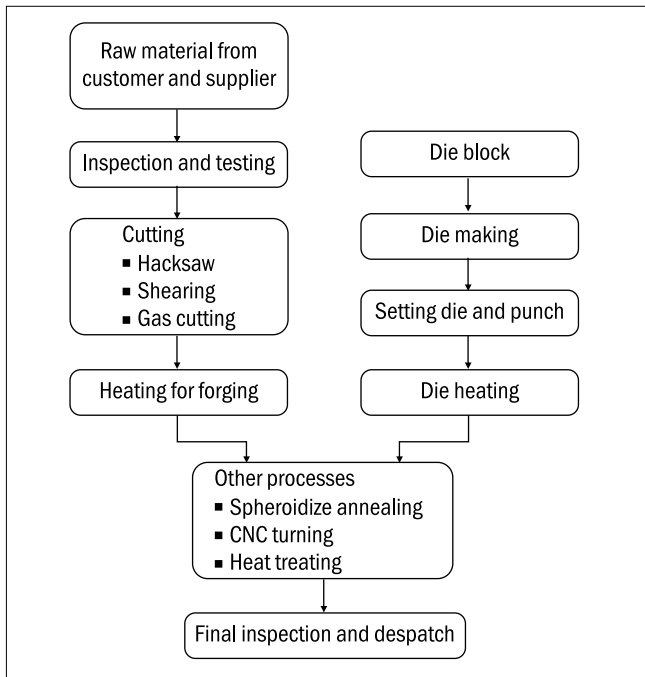 Raw material from
customer and supplier
Inspection and testing
Cutting
▪ Hacksaw
▪ Shearing
▪ Gas cutting
Heating for forging
Die block
Die making
Setting die and punch
Die heating
Other processes
▪ Spheroidize annealing
▪ CNC turning
▪ Heat treating
Final inspection and despatch